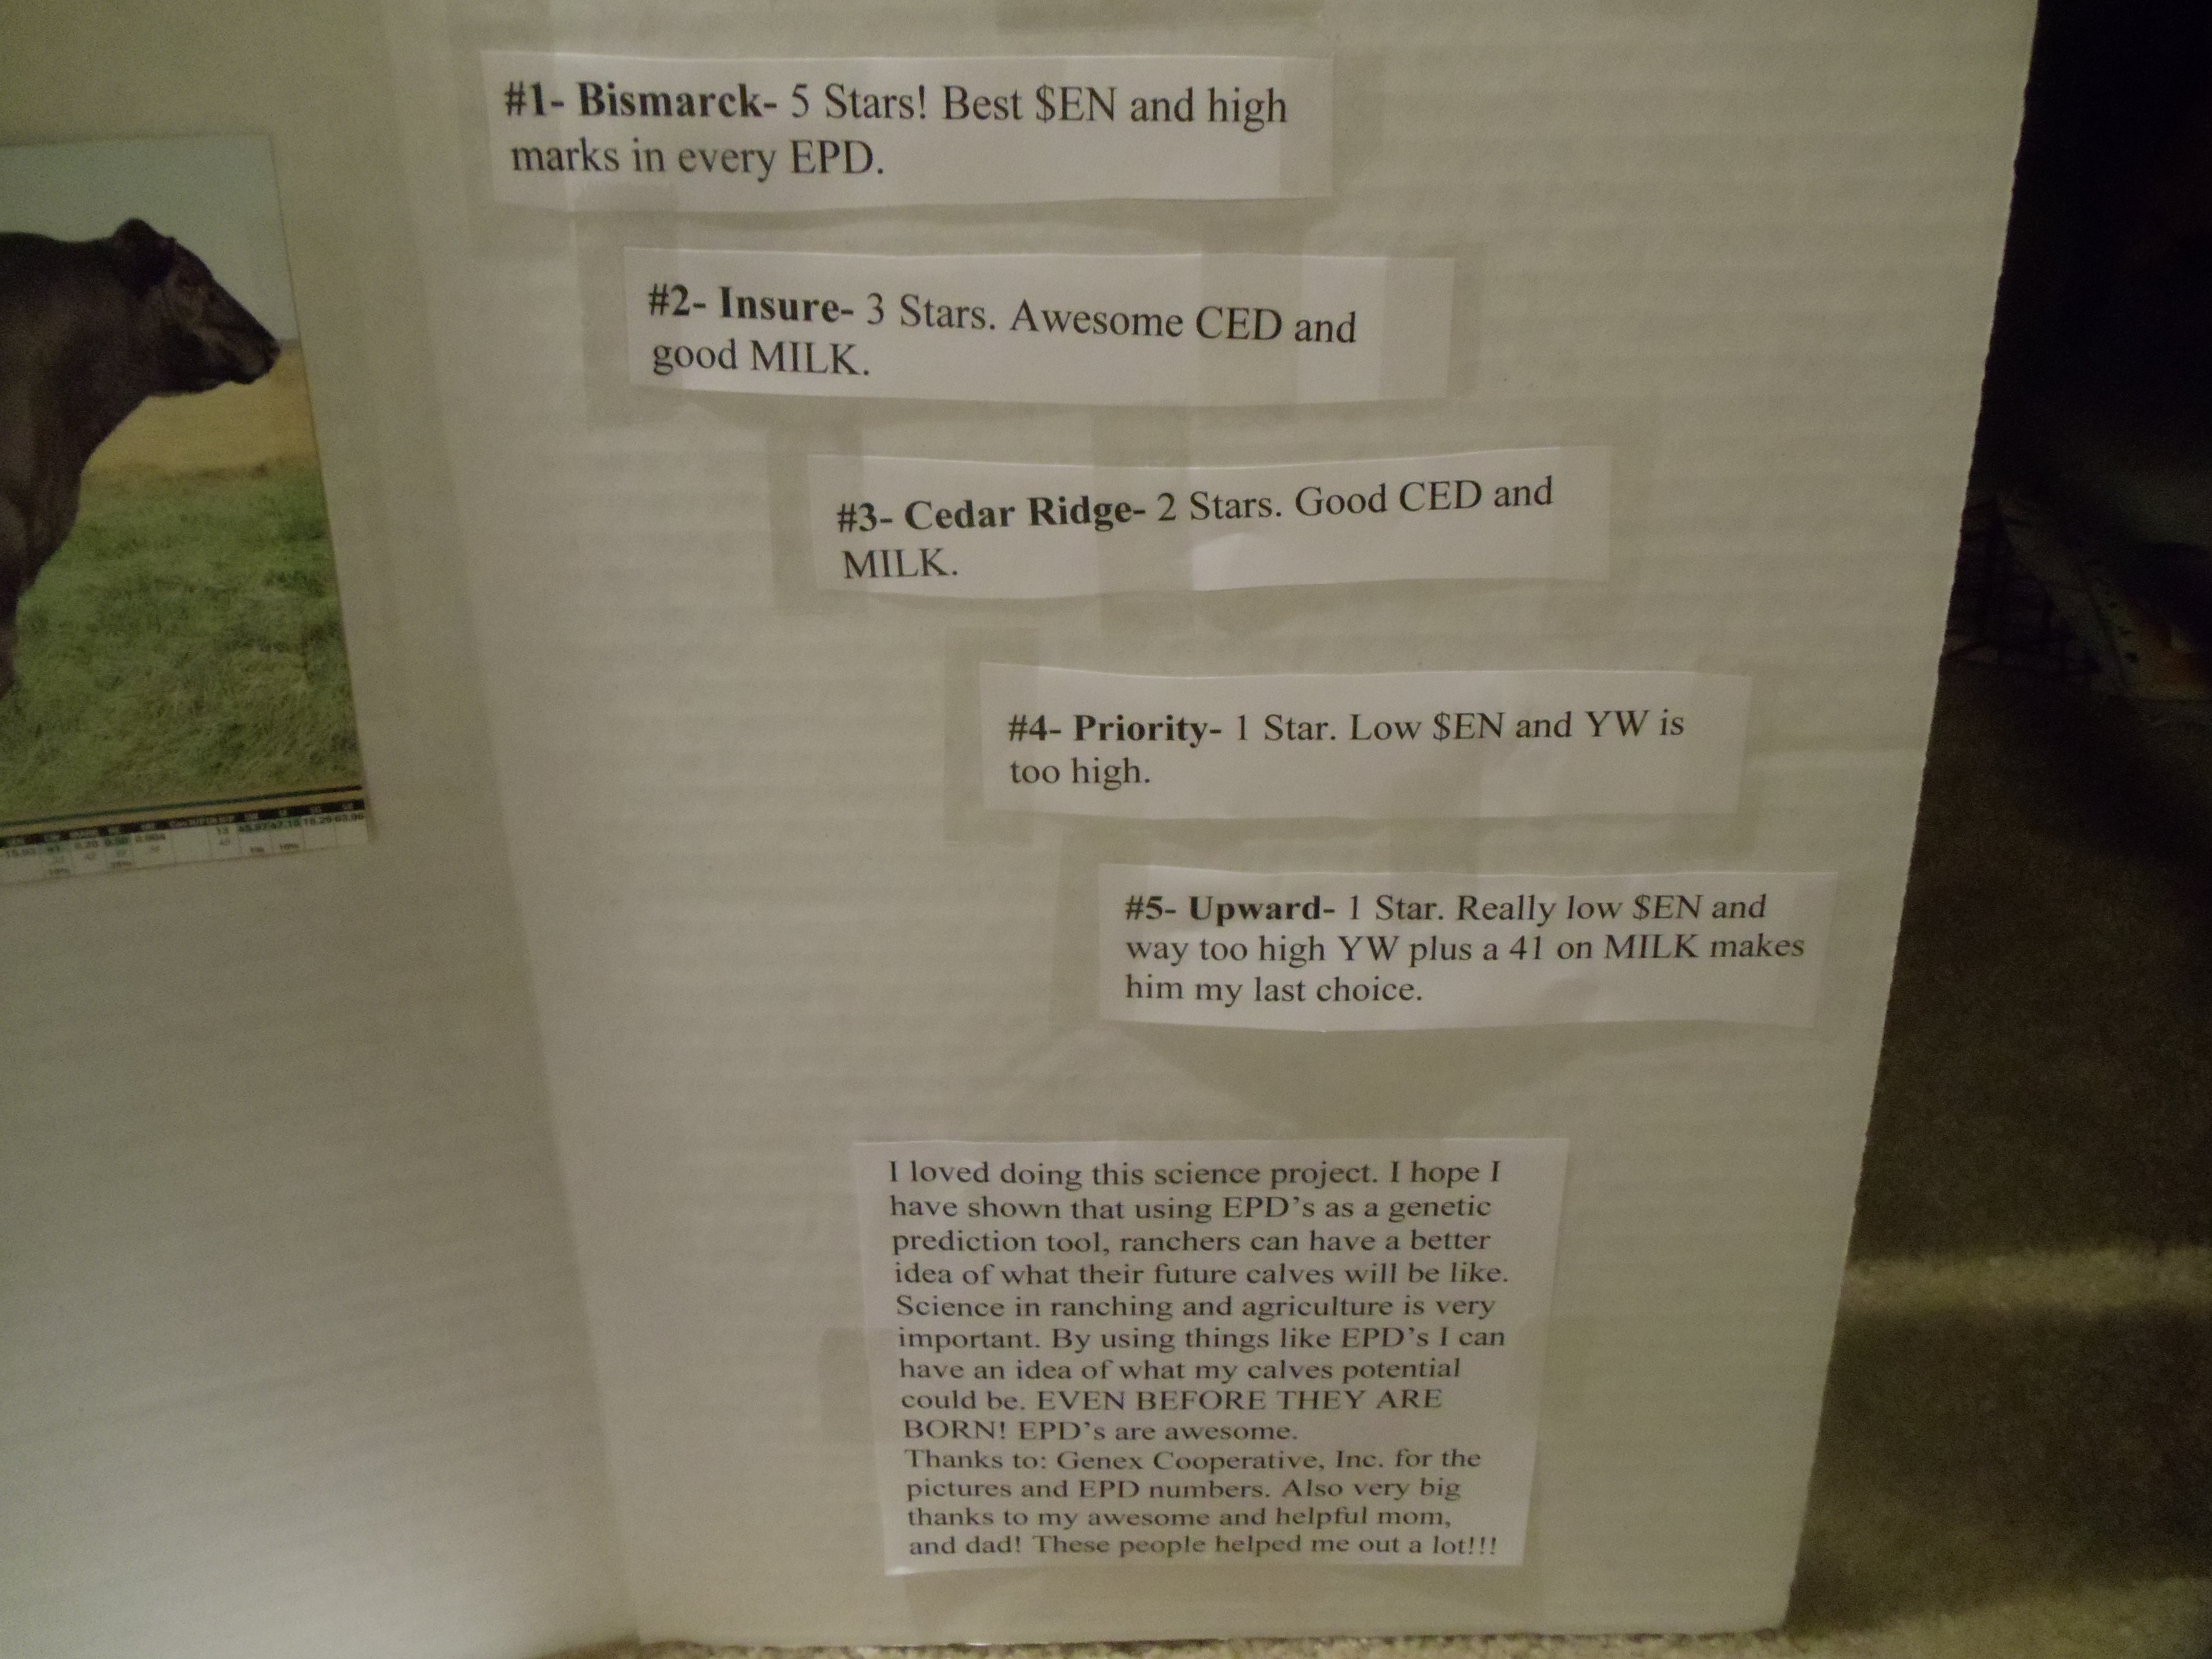 #1- Bismarck- 5 Stars! Best $EN and high
marks in every EPD.
#2- Insure- 3 Stars. Awesome CED and
good MILK.
#3- Cedar Ridge- 2 Stars. Good CED and
MILK.
#4- Priority- 1 Star. Low $EN and YW is
too high.
#5- Upward- 1 Star. Really low $EN and
way too high YW plus a 41 on MILK makes
him my last choice.
I loved doing this science project. I hope I
have shown that using EPD’s as a genetic
prediction tool, ranchers can have a better
idea of what their future calves will be like.
Science in ranching and agriculture is very
important. By using things like EPD’s I can
have an idea of what my calves potential
could be. EVEN BEFORE THEY ARE
BORN! EPD’s are awesome.
Thanks to: Genex Cooperative, Inc. for the
pictures and EPD numbers. Also very big
thanks to my awesome and helpful mom,
and dad! These people helped me out a lot!!!